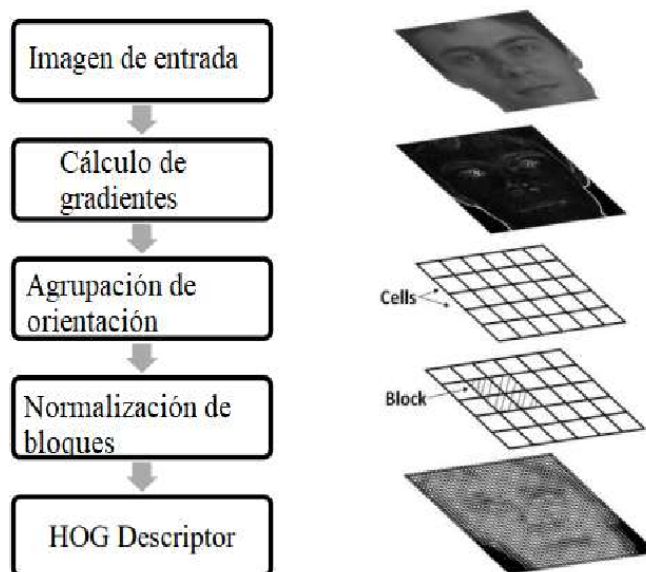 Imagen de entrada
Cálculo de
gradientes
Agrupación de
orientación
Cells
Normalización de
bloques
Block
HOG Descriptor